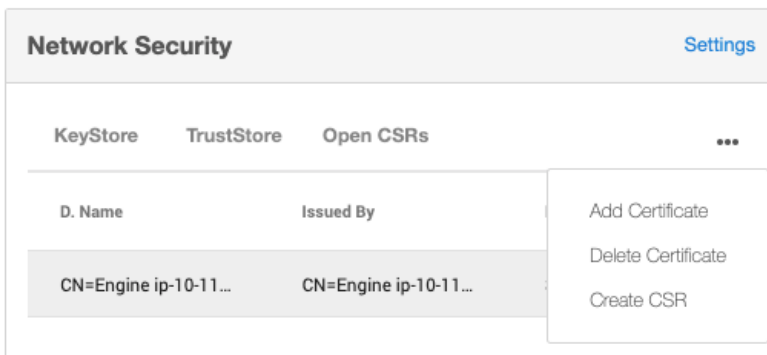 Network Security Settings
KeyStore TrustStore Open CSRs •••
D. Name Issued By
Add Certificate
Delete Certificate
CN=Engine ip-10-11... CN=Engine ip-10-11...
Create CSR